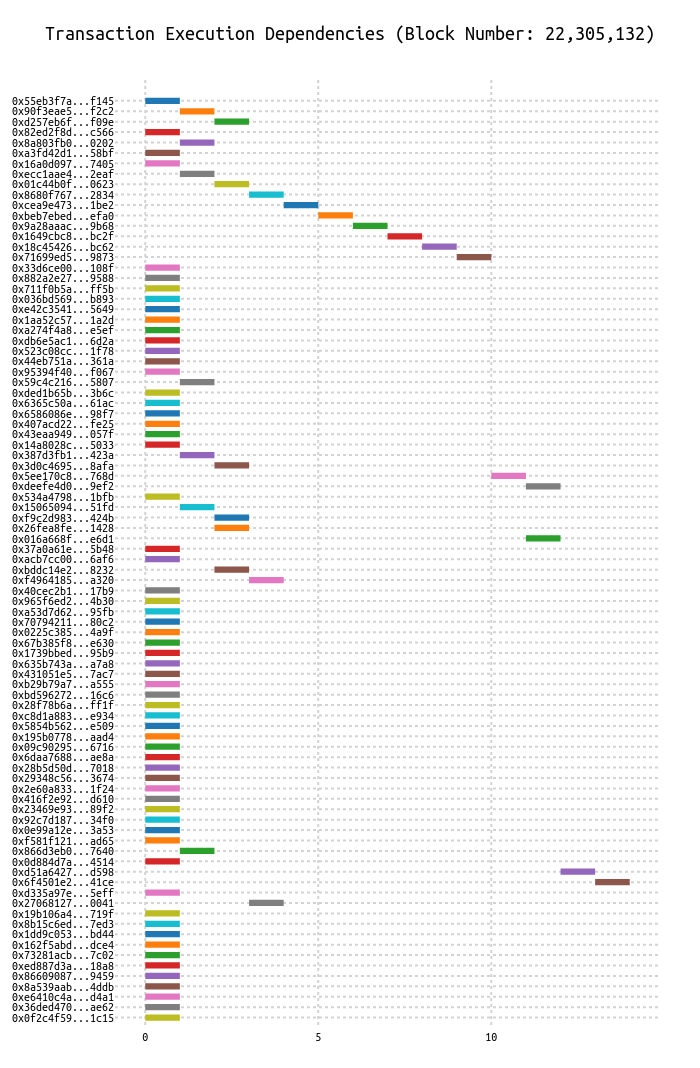 Transaction Execution Dependencies (Block Number: 22,305,132)
0x55eb3f7a...f145
0x90f3eae5...f2c2
0xd257eb6f...f09e
0x82ed2f8d...c566
0x8a803fb0...0202
0xa3fd42d1...58bf
0x16a0d097...7405
0xecc1aae4...2eaf
0x01c44b0f...0623
0x8680f767...2834
0xcea9e473...1be2
0xbeb7ebed...efa0
0x9a28aaac...9b68
0x1649cbc8...bc2f
0x18c45426...bc62
0x71699ed5...9873
0x33d6ce00...108f
0x882a2e27...9588
0x711f0b5a...ff5b
0x036bd569...b893
0xe42c3541...5649
0x1aa52c57...1a2d
0xa274f4a8...e5ef
0xdb6e5ac1...6d2a
0x523c08cc...1f78
0x44eb751a...361a
0x95394f40...f067
0x59c4c216...5807
0xded1b65b...3b6c
0x6365c50a...61ac
0x6586086e...98f7
0x407acd22...fe25
0x43eaa949...057f
0x14a8028c...5033
0x387d3fb1...423a
0x3d0c4695...8afa
0x5ee170c8...768d
0xdeefe4d0...9ef2
0x534a4798...1bfb
0x15065094...51fd
0xf9c2d983...424b
0x26fea8fe...1428
0x016a668f...e6d1
0x37a0a61e...5b48
0xacb7cc00...6af6
0xbddc14e2...8232
0xf4964185...a320
0x40cec2b1...17b9
0x965f6ed2...4b30
0xa53d7d62...95fb
0x70794211...80c2
0x0225c385...4a9f
0x67b385f8...e630
0x1739bbed...95b9
0x635b743a...a7a8
0x431051e5...7ac7
0xb29b79a7...a555
0xbd596272...16c6
0x28f78b6a...ff1f
0xc8d1a883...e934
0x5854b562...e509
0x195b0778...aad4
0x09c90295...6716
0x6daa7688...ae8a
0x28b5d50d...7018
0x29348c56...3674
0x2e60a833...1f24
0x416f2e92...d610
0x23469e93...89f2
0x92c7d187...34f0
0x0e99a12e...3a53
0xf581f121...ad65
0x866d3eb0...7640
0x0d884d7a...4514
0xd51a6427...d598
0x6f4501e2...41ce
0xd335a97e...5eff
0x27068127...0041
0x19b106a4...719f
0x8b15c6ed...7ed3
0x1dd9c053...bd44
0x162f5abd...dce4
0x73281acb...7c02
0xed887d3a...18a8
0x86609087...9459
0x8a539aab...4ddb
0xe6410c4a...d4a1
0x36ded470...ae62
0x0f2c4f59...1c15
0 5 10